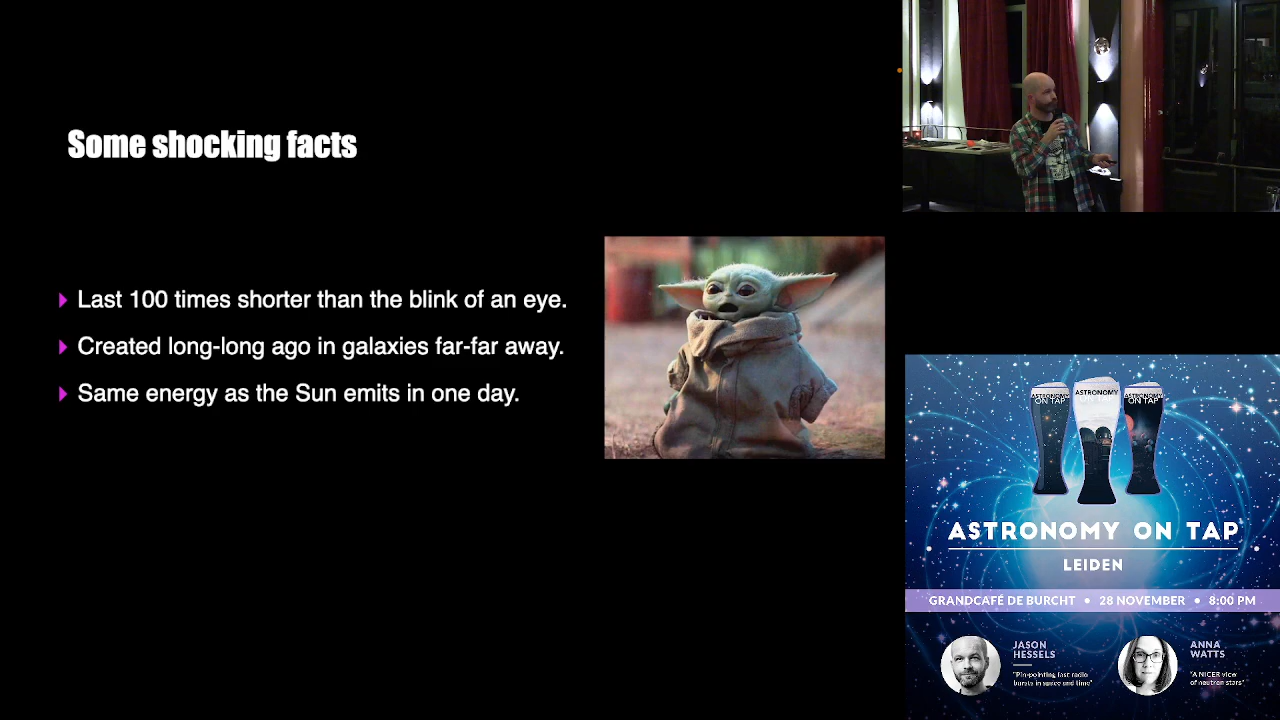 Some shocking facts
Last 100 times shorter than the blink of an eye.
Created long-long ago in galaxies far-far away.
Same energy as the Sun emits in one day.
ASTRONOMY ON TAP
ASTRONOMY
ASTRONOMY ON TAP
ASTRONOMY ON TAP
LEIDEN
GRANDCAFÉ DE BURCHT • 28 NOVEMBER • 8:00 PM
JASON
HESSELS
"Pin-pointing fast radio
bursts in space and time"
ANNA
WATTS
"A NICER view
of neutron stars"